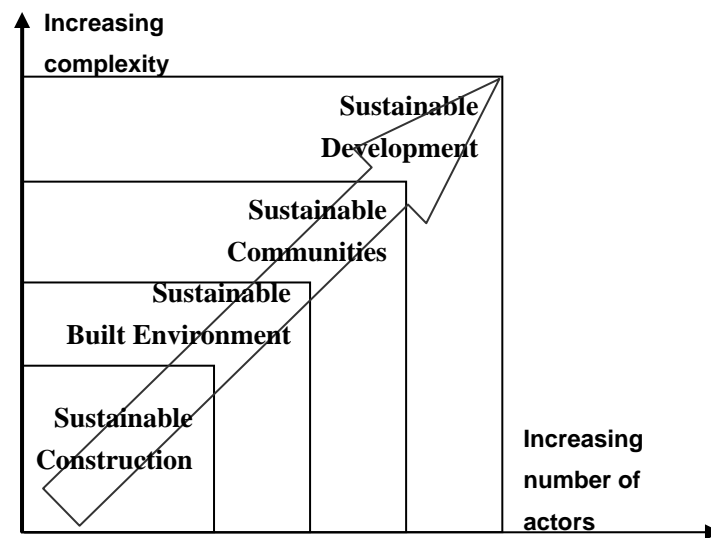 Increasing
complexity
Sustainable
Development
Sustainable
Communities
Sustainable
Built Environment
Sustainable
Construction
Increasing
number of
actors